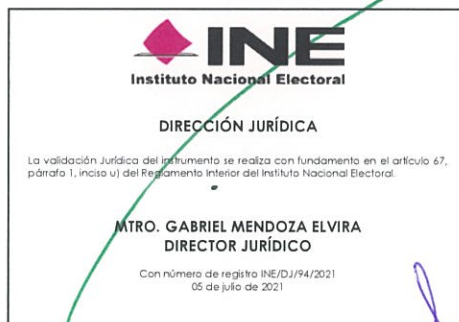 INE
Instituto Nacional Electoral
DIRECCIÓN JURÍDICA
La validación Jurídica del instrumento se realiza con fundamento en el artículo 67,
párrafo 1, inciso u) del Reglamento Interior del Instituto Nacional Electoral.
MTRO. GABRIEL MENDOZA ELVIRA
DIRECTOR JURÍDICO
Con número de registro INE/DJ/94/2021
05 de julio de 2021